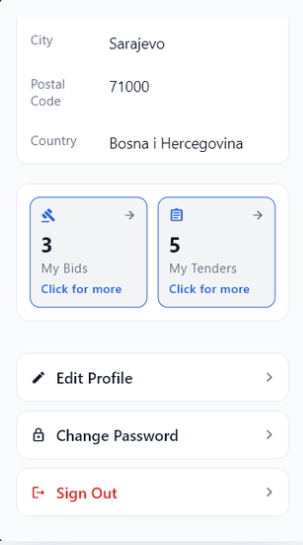 City Sarajevo
Postal Code 71000
Country Bosna i Hercegovina
3
My Bids
Click for more
5
My Tenders
Click for more
Edit Profile
Change Password
Sign Out